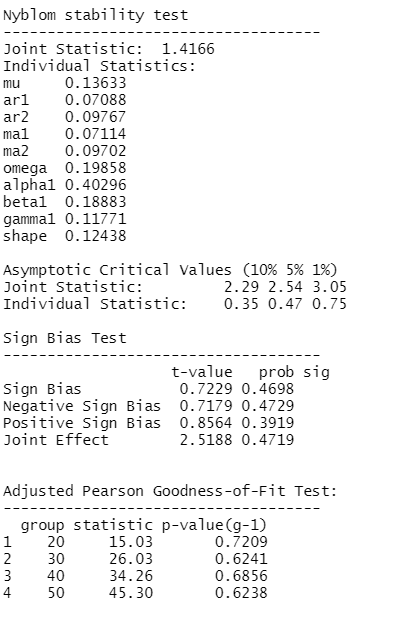 Nyblom stability test
------------------------------------
Joint Statistic:  1.4166
Individual Statistics:
mu     0.13633
ar1    0.07088
ar2    0.09767
ma1    0.07114
ma2    0.09702
omega  0.19858
alpha1 0.40296
beta1  0.18883
gamma1 0.11771
shape  0.12438

Asymptotic Critical Values (10% 5% 1%)
Joint Statistic:         2.29 2.54 3.05
Individual Statistic:    0.35 0.47 0.75

Sign Bias Test
------------------------------------
                   t-value   prob sig
Sign Bias           0.7229 0.4698
Negative Sign Bias  0.7179 0.4729
Positive Sign Bias  0.8564 0.3919
Joint Effect        2.5188 0.4719


Adjusted Pearson Goodness-of-Fit Test:
------------------------------------
  group statistic p-value(g-1)
1    20     15.03       0.7209
2    30     26.03       0.6241
3    40     34.26       0.6856
4    50     45.30       0.6238